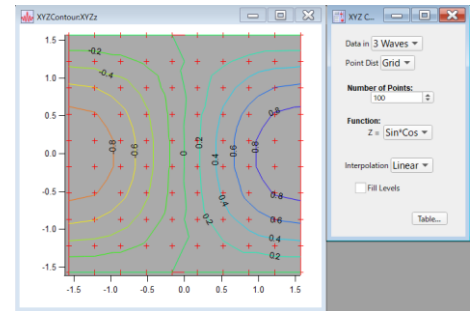 XYZContour:XYZz
1.5
1.0
0.5
0.0
-0.5
-1.0
-1.5
-1.5 -1.0 -0.5 0.0 0.5 1.0 1.5
-0.2
-0.4
-0.6
-0.8
0
0.2
0.4
0.6
0.8
0.8
0.8
0.6
0.4
0.2
0.2
0.4
XYZ C...
Data in 3 Waves
Point Dist Grid
Number of Points:
100
Function:
Z = Sin*Cos
Interpolation Linear
Fill Levels
Table...